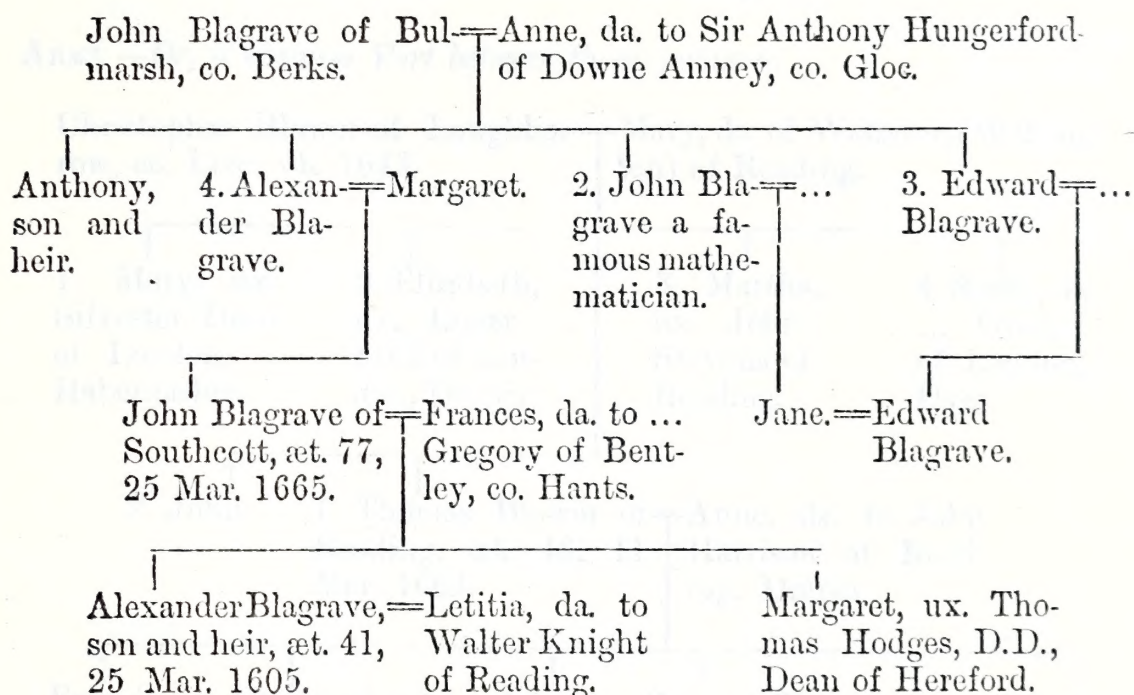 John Blagrave of Bul-=Anne, da. to Sir Anthony Hungerford
marsh, co. Berks. of Downe Amney, co. Gloc.
Anthony, son and heir.
4. Alexan-=Margaret.
der Bla-
grave.
2. John Bla-=...
grave a fa-
mous mathe-
matician.
3. Edward=...
Blagrave.
John Blagrave of=Frances, da. to ...
Southcott, æt. 77, Gregory of Bent-
25 Mar. 1665. ley, co. Hants.
Jane.=Edward
Blagrave.
Alexander Blagrave,=Letitia, da. to
son and heir, æt. 41, Walter Knight
25 Mar. 1605. of Reading.
Margaret, ux. Tho-
mas Hodges, D.D.,
Dean of Hereford.